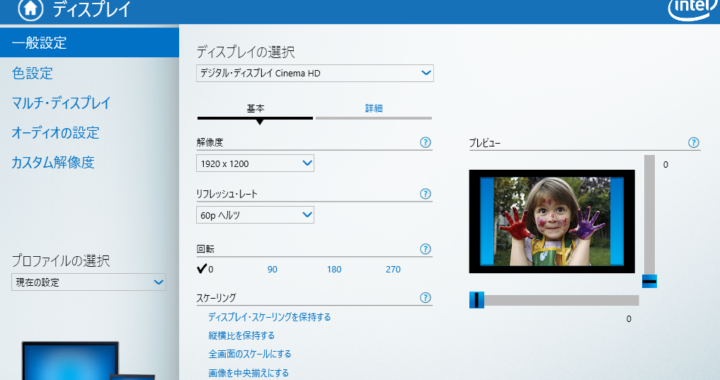 ディスプレイ
intel
一般設定
色設定
マルチ・ディスプレイ
オーディオの設定
カスタム解像度
プロファイルの選択
現在の設定
ディスプレイの選択
デジタル・ディスプレイ Cinema HD
基本
詳細
解像度
?
1920 x 1200
リフレッシュ・レート
?
60p ヘルツ
回転
?
0 90 180 270
スケーリング
?
ディスプレイ・スケーリングを保持する
縦横比を保持する
全画面のスケールにする
画像を中央揃えにする
プレビュー
?
0
0